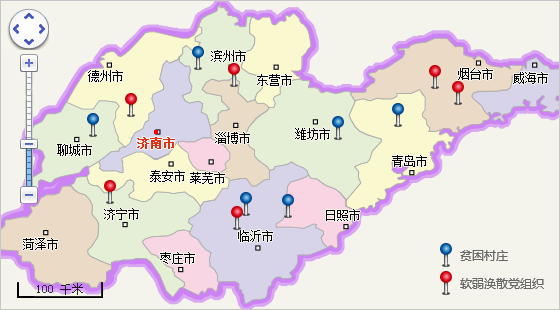 滨州市
德州市
东营市
烟台市
威海市
济南市
淄博市
潍坊市
聊城市
青岛市
泰安市
莱芜市
济宁市
日照市
菏泽市
临沂市
枣庄市
贫困村庄
软弱涣散党组织
100 千米